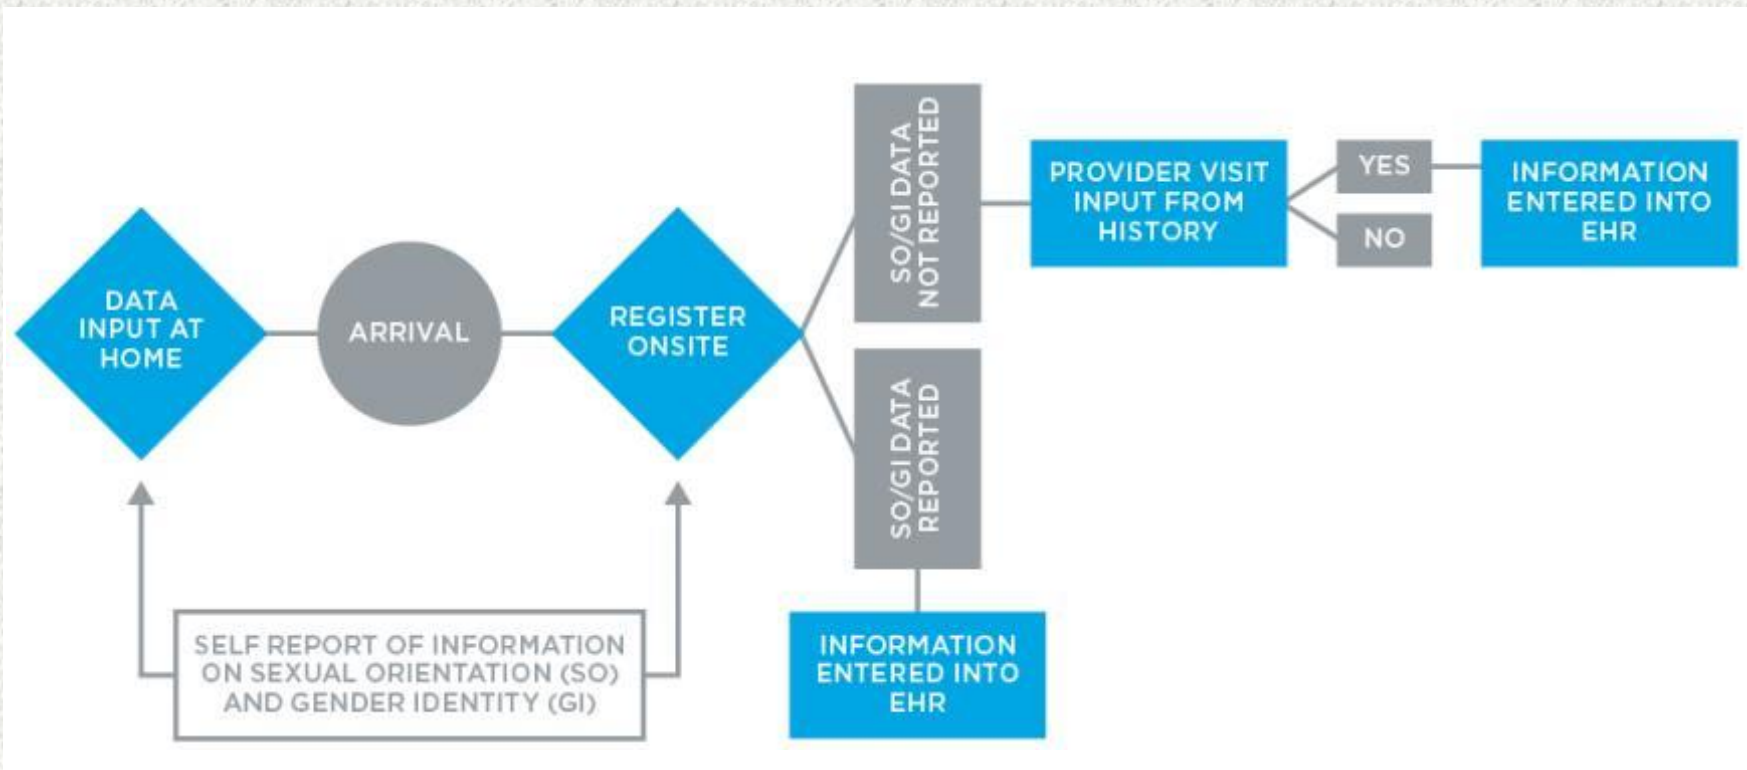 DATA
INPUT AT
HOME
ARRIVAL
REGISTER
ONSITE
SO/GI DATA
NOT REPORTED
PROVIDER VISIT
INPUT FROM
HISTORY
YES
NO
INFORMATION
ENTERED INTO
EHR
SO/GI DATA
REPORTED
INFORMATION
ENTERED INTO
EHR
SELF REPORT OF INFORMATION
ON SEXUAL ORIENTATION (SO)
AND GENDER IDENTITY (GI)